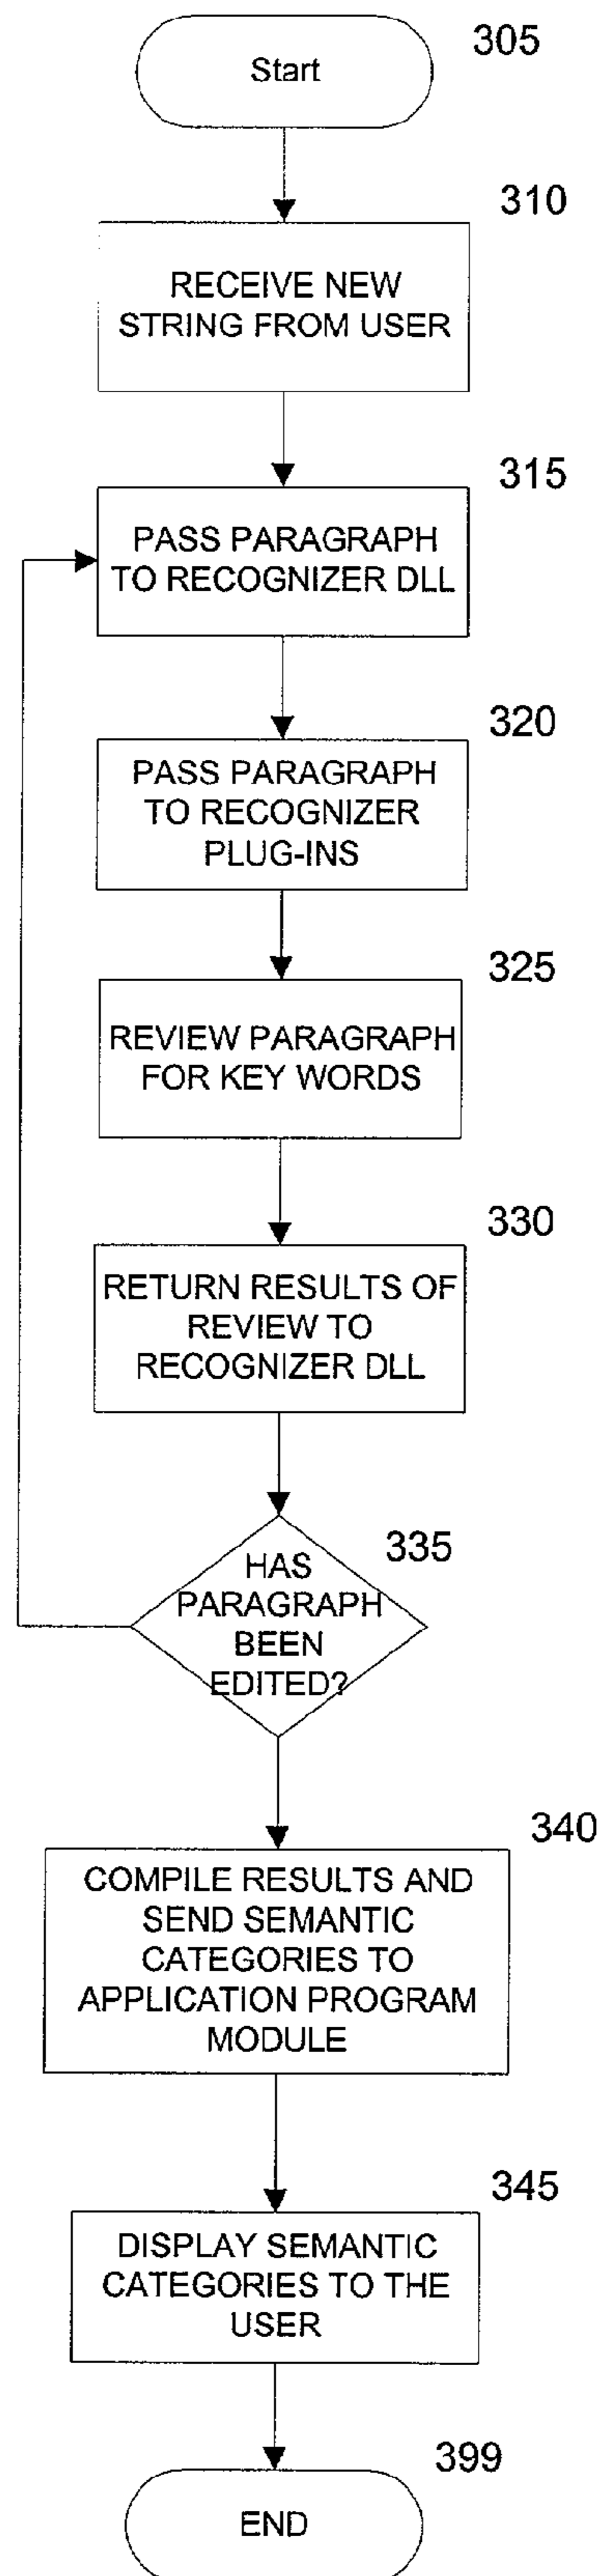 305
Start
310
RECEIVE NEW
STRING FROM USER
315
PASS PARAGRAPH
TO RECOGNIZER DLL
320
PASS PARAGRAPH
TO RECOGNIZER
PLUG-INS
325
REVIEW PARAGRAPH
FOR KEY WORDS
330
RETURN RESULTS OF
REVIEW TO
RECOGNIZER DLL
335
HAS
PARAGRAPH
BEEN
EDITED?
340
COMPILE RESULTS AND
SEND SEMANTIC
CATEGORIES TO
APPLICATION PROGRAM
MODULE
345
DISPLAY SEMANTIC
CATEGORIES TO THE
USER
399
END